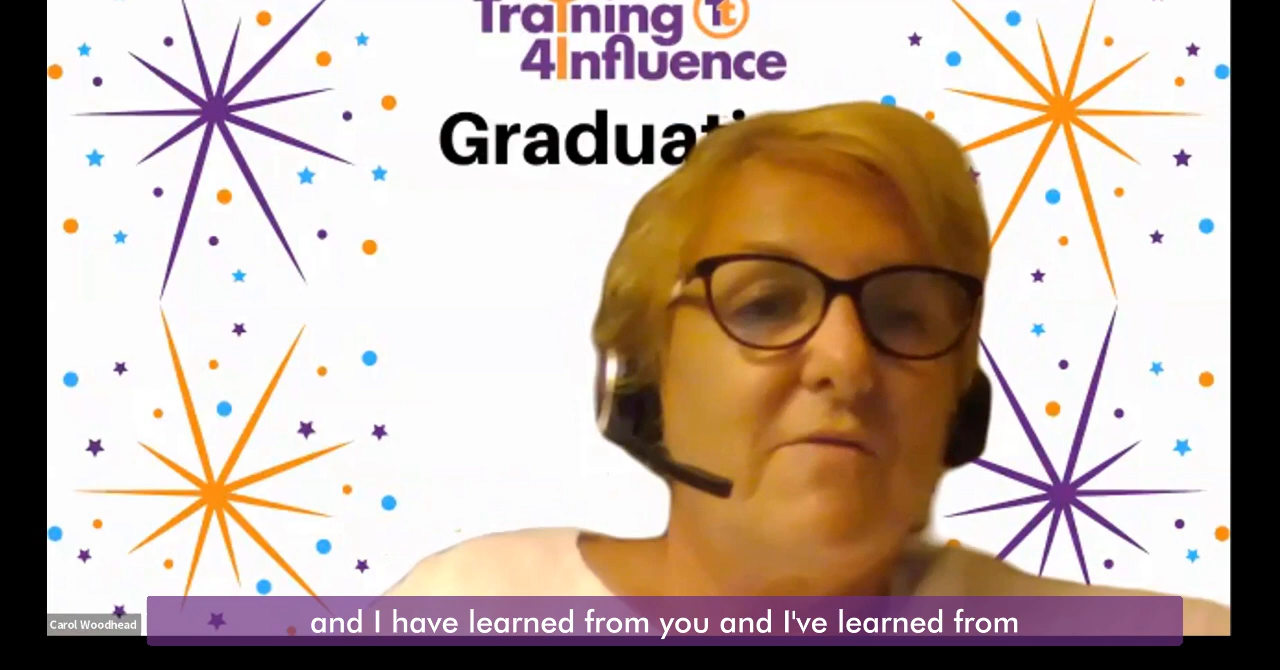 Training
4Influence
Graduati
Carol Woodhead
and I have learned from you and I've learned from